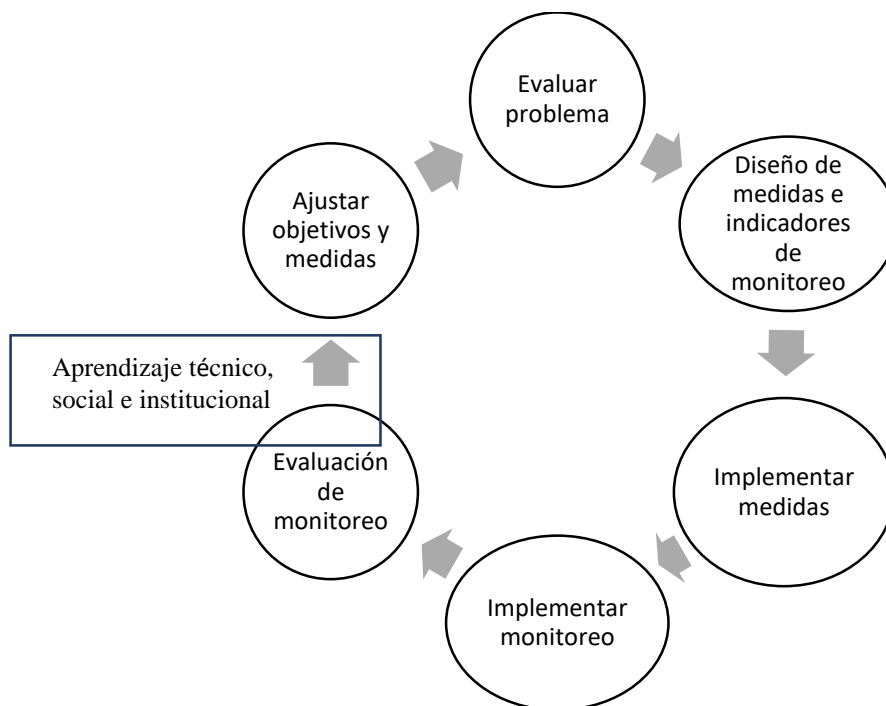 Evaluar
problema
Diseño de
medidas e
indicadores
de
monitoreo
Implementar
medidas
Implementar
monitoreo
Evaluación
de
monitoreo
Aprendizaje técnico,
social e institucional
Ajustar
objetivos y
medidas